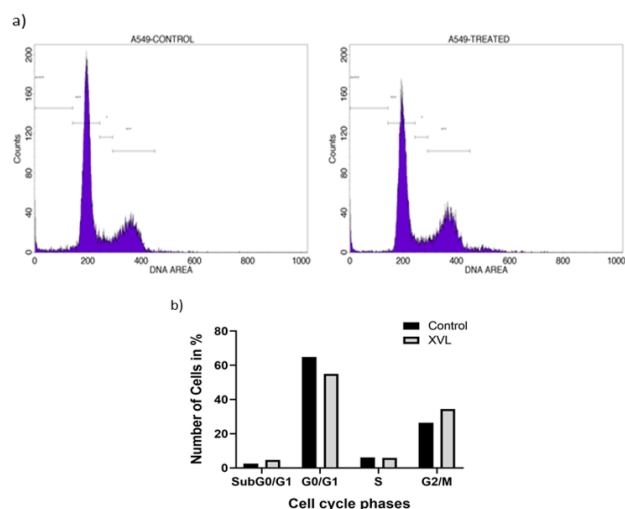 a)
A549-CONTROL
A549-TREATED
200
160
120
80
40
0
Counts
0 200 400 600 800 1000
DNA AREA
200
160
120
80
40
0
Counts
0 200 400 600 800 1000
DNA AREA
b)
Control
XVL
80
60
40
20
0
Number of Cells in %
SubG0/G1 G0/G1 S G2/M
Cell cycle phases